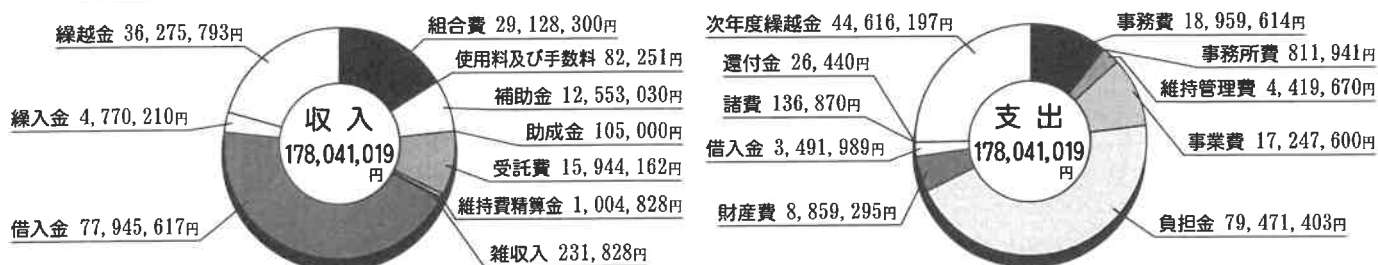 収入
178,041,019
円
組合費 29,128,300円
使用料及び手数料 82,251円
補助金 12,553,030円
助成金 105,000円
受託費 15,944,162円
維持費精算金 1,004,828円
雑収入 231,828円
借入金 77,945,617円
繰入金 4,770,210円
繰越金 36,275,793円
支出
178,041,019
円
事務費 18,959,614円
事務所費 811,941円
維持管理費 4,419,670円
事業費 17,247,600円
負担金 79,471,403円
財産費 8,859,295円
借入金 3,491,989円
諸費 136,870円
還付金 26,440円
次年度繰越金 44,616,197円